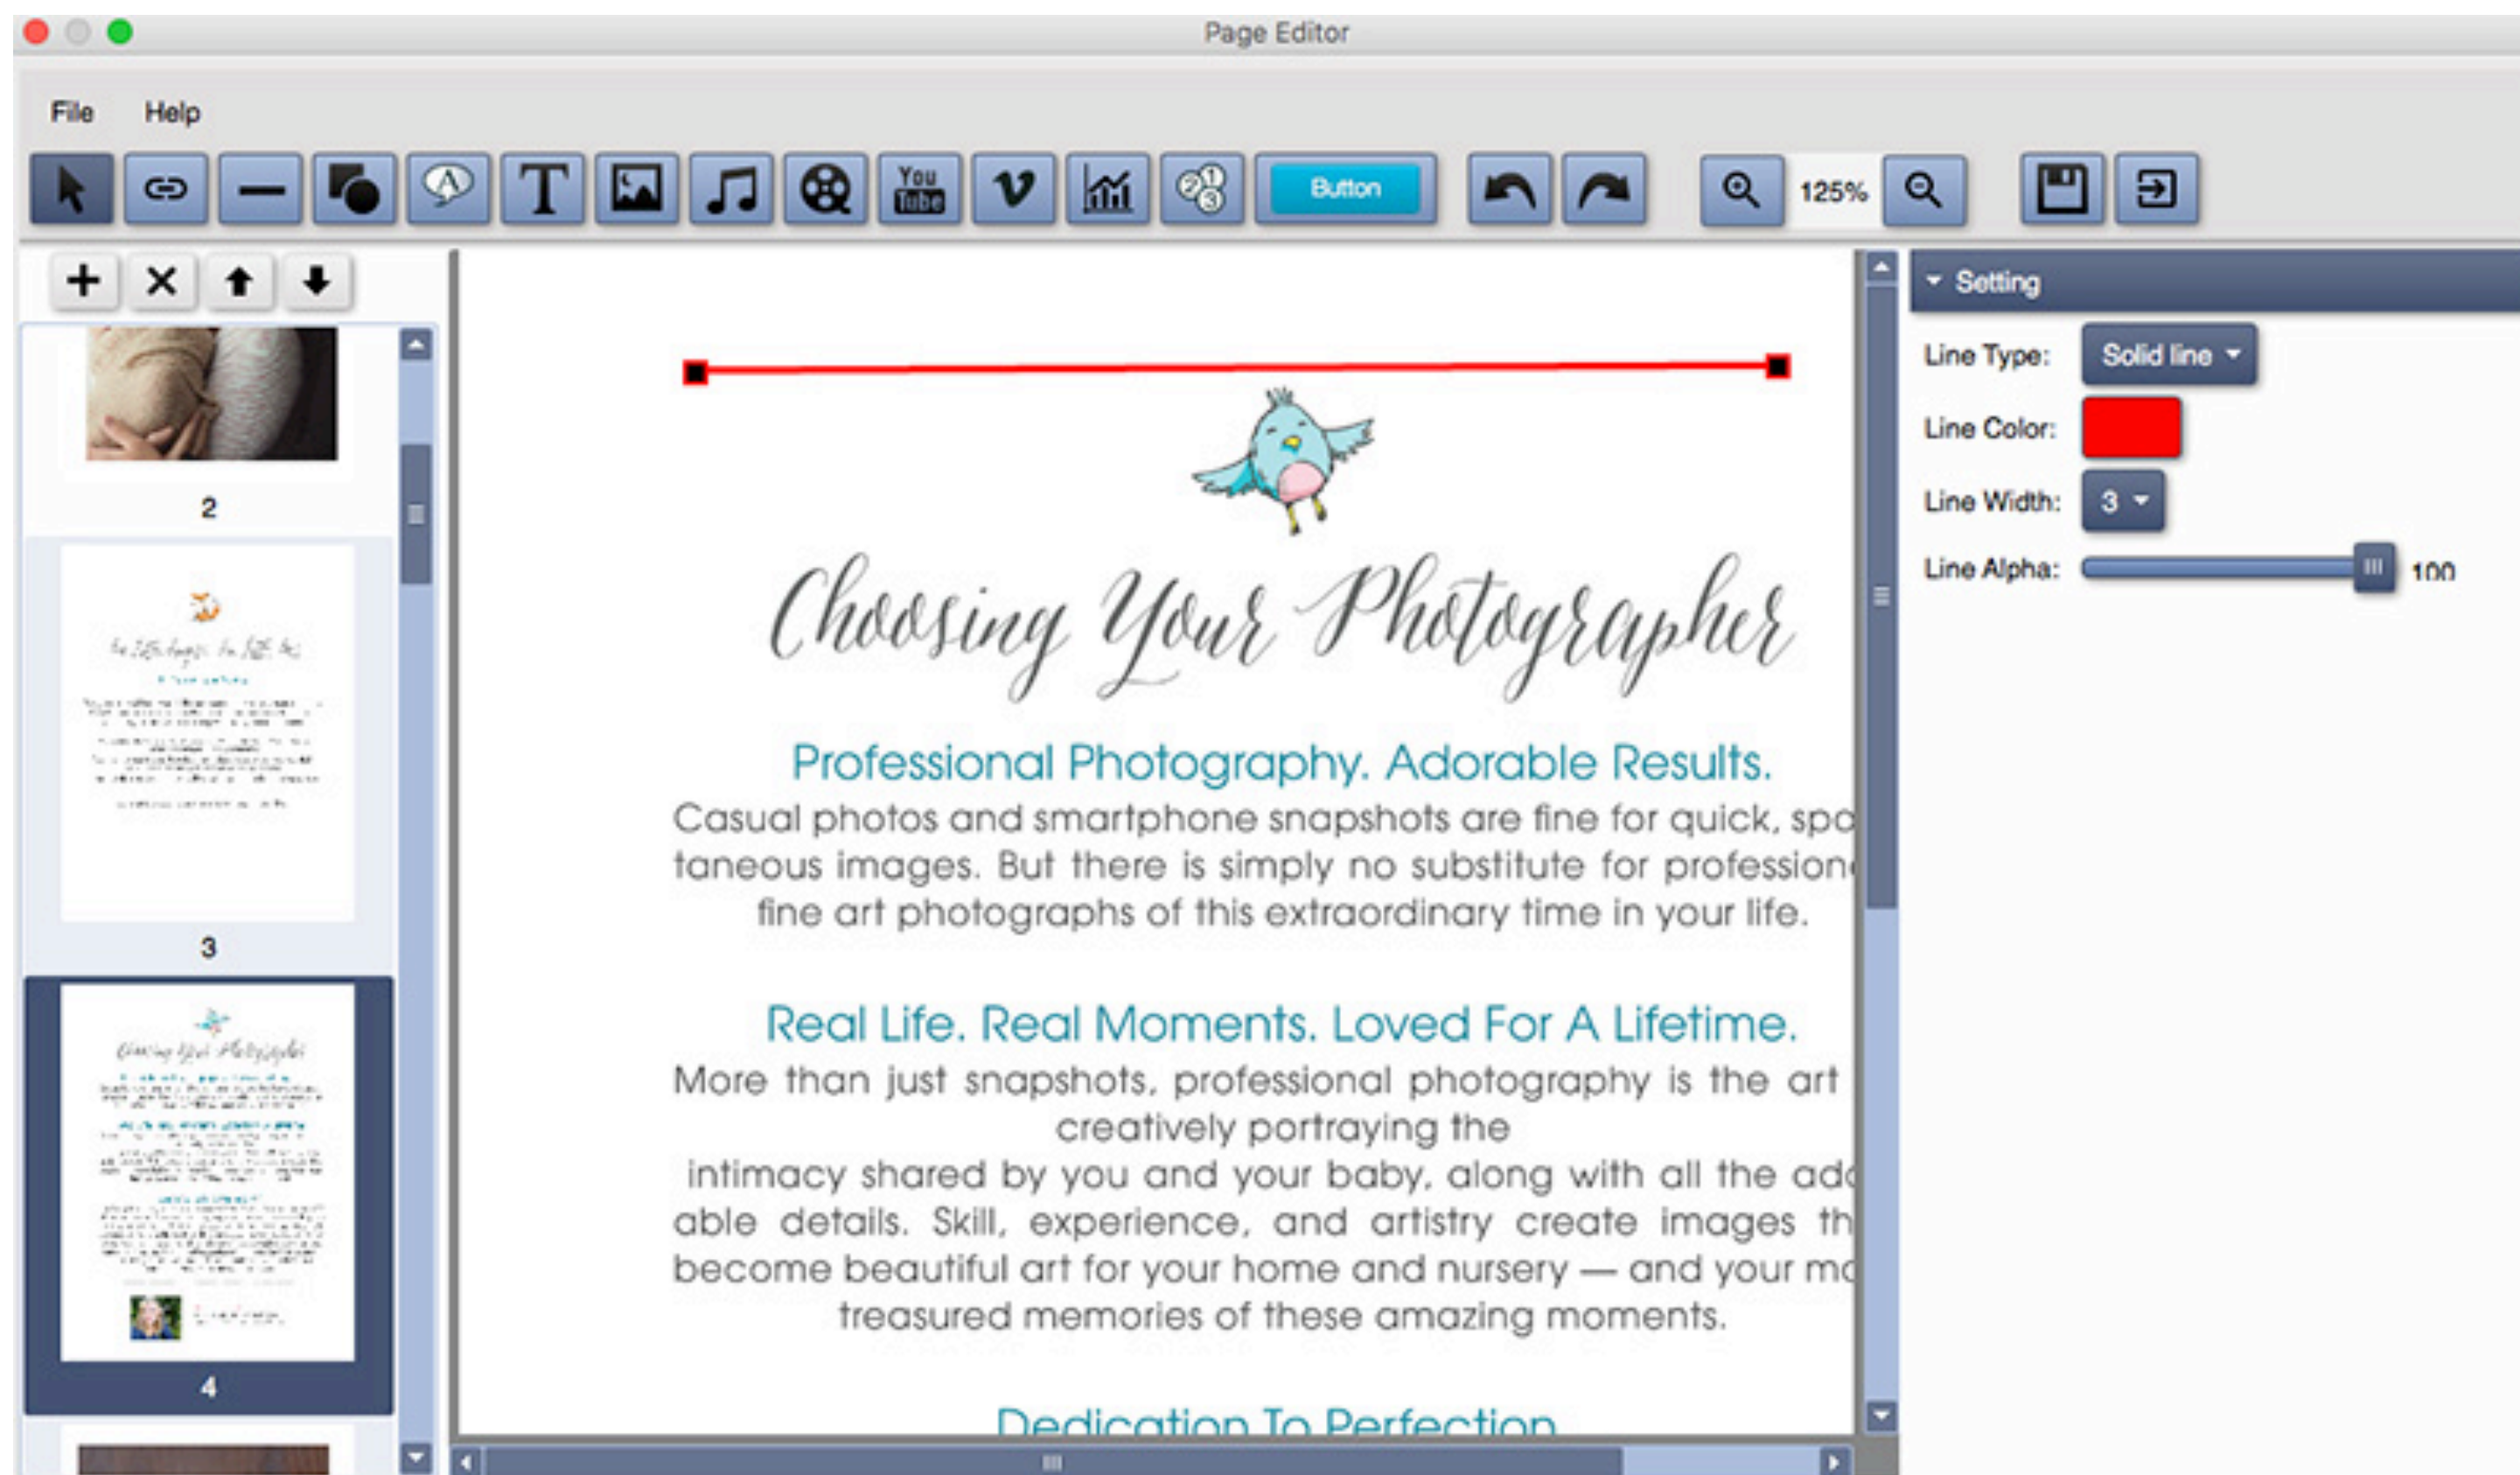 Page Editor
File Help
A T You Tube 1 2 3 Button 125%
Setting
Line Type: Solid line
Line Color:
Line Width: 3
Line Alpha: 100
2
3
4
Choosing Your Photographer
Professional Photography. Adorable Results.
Casual photos and smartphone snapshots are fine for quick, spo
taneous images. But there is simply no substitute for profession
fine art photographs of this extraordinary time in your life.
Real Life. Real Moments. Loved For A Lifetime.
More than just snapshots, professional photography is the art
creatively portraying the
intimacy shared by you and your baby, along with all the ado
able details. Skill, experience, and artistry create images th
become beautiful art for your home and nursery — and your mo
treasured memories of these amazing moments.
Dedication To Perfection